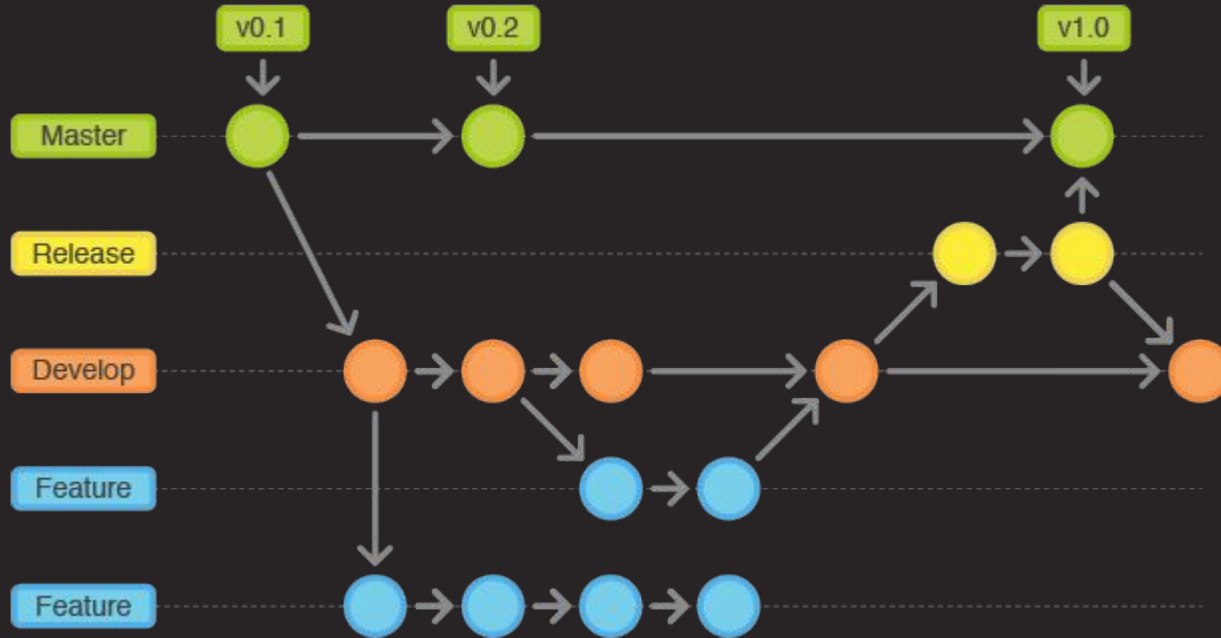 v0.1
v0.2
v1.0
Master
Release
Develop
Feature
Feature